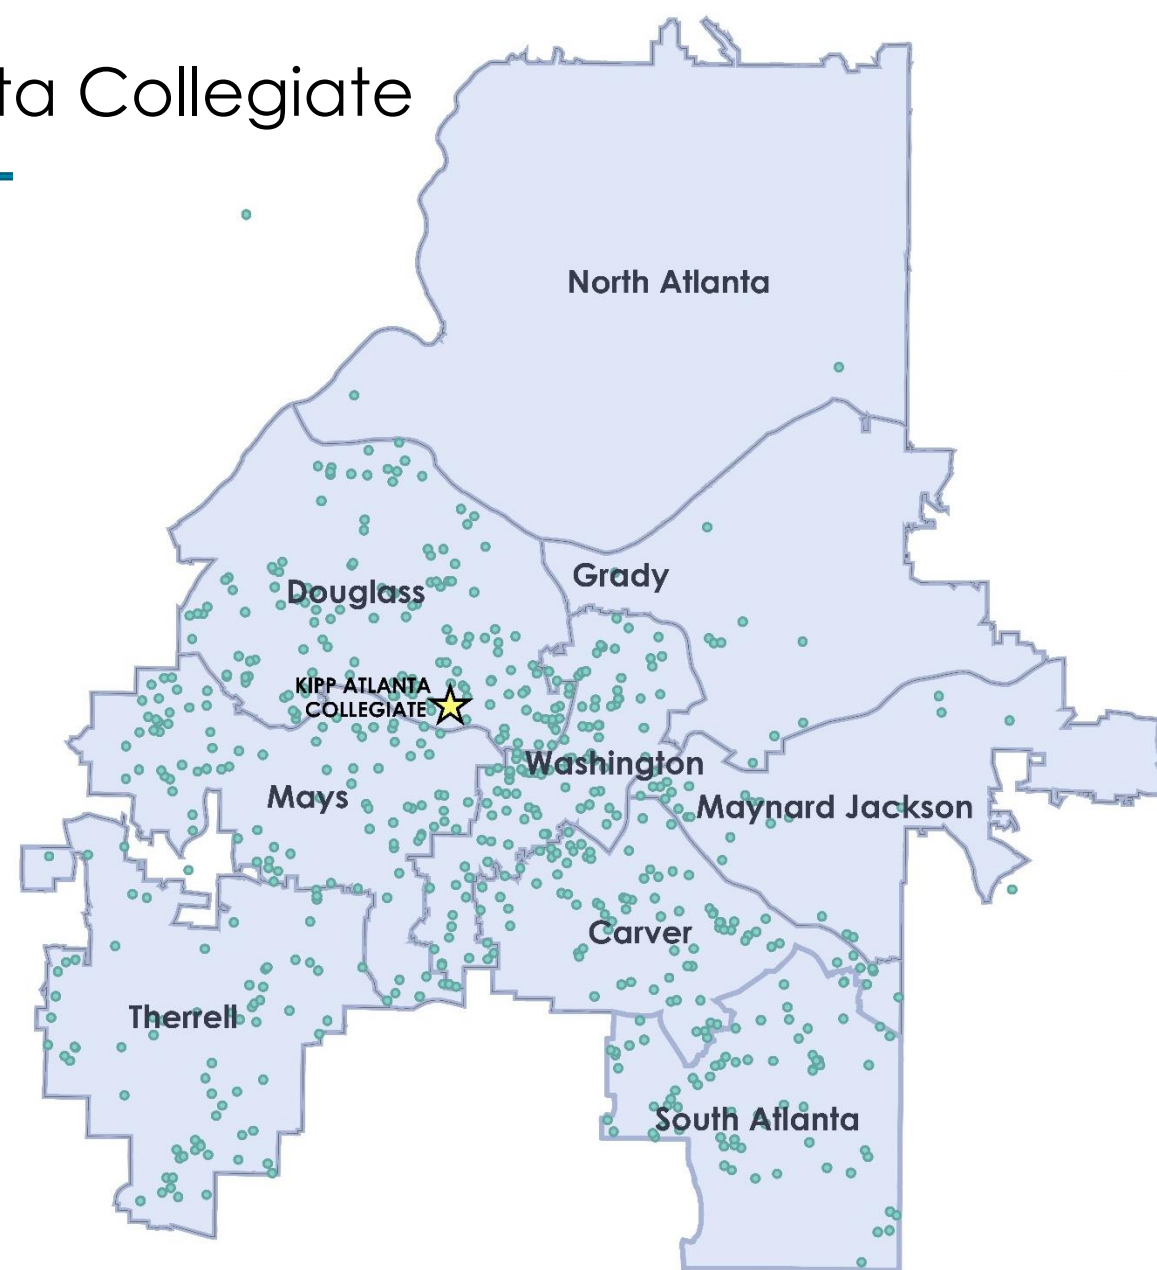 ta Collegiate
North Atlanta
Grady
Douglass
KIPP ATLANTA
COLLEGIATE
Washington
Mays
Maynard Jackson
Carver
Therrell
South Atlanta